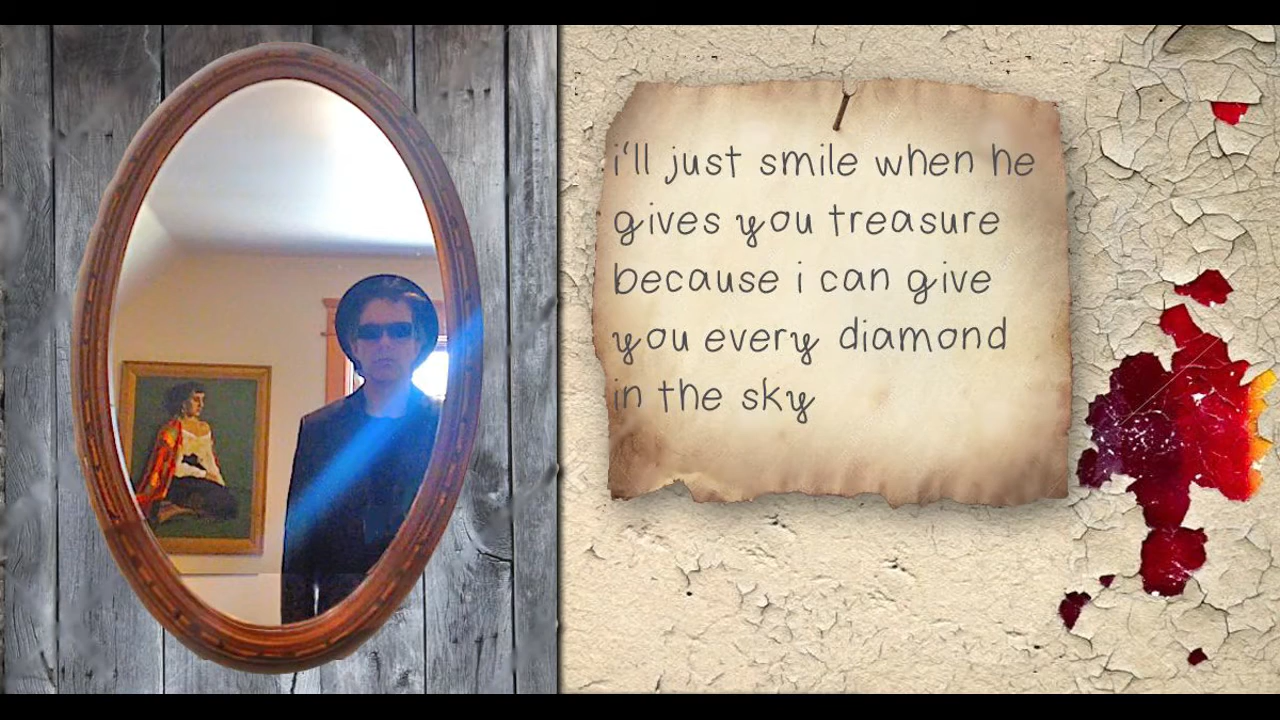 i'll just smile when he
gives you treasure
because i can give
you every diamond
in the sky